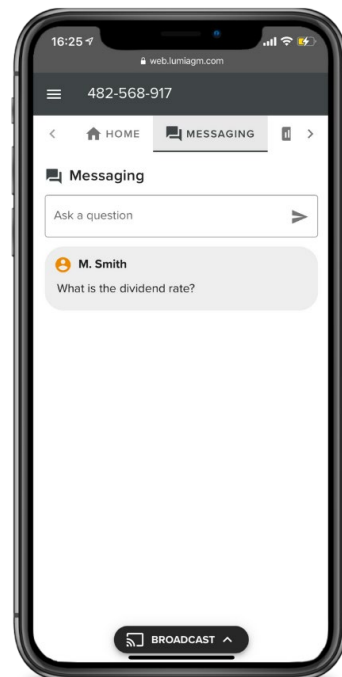 16:25
web.lumiagm.com
482-568-917
HOME
MESSAGING
Messaging
Ask a question
M. Smith
What is the dividend rate?
BROADCAST